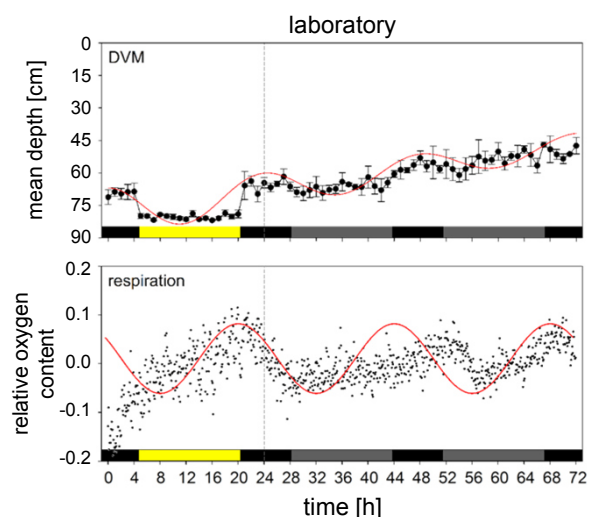 laboratory
DVM
mean depth [cm]
0
15
30
45
60
75
90
respiration
relative oxygen
content
0.2
0.1
0.0
-0.1
-0.2
0 4 8 12 16 20 24 28 32 36 40 44 48 52 56 60 64 68 72
time [h]